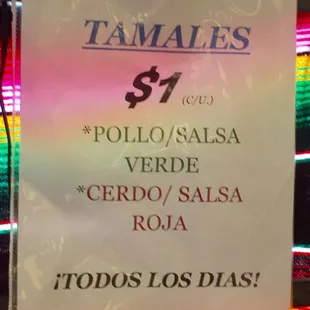 TAMALES
$1 (C/U.)
*POLLO/SALSA
VERDE
*CERDO/ SALSA
ROJA
¡TODOS LOS DIAS!